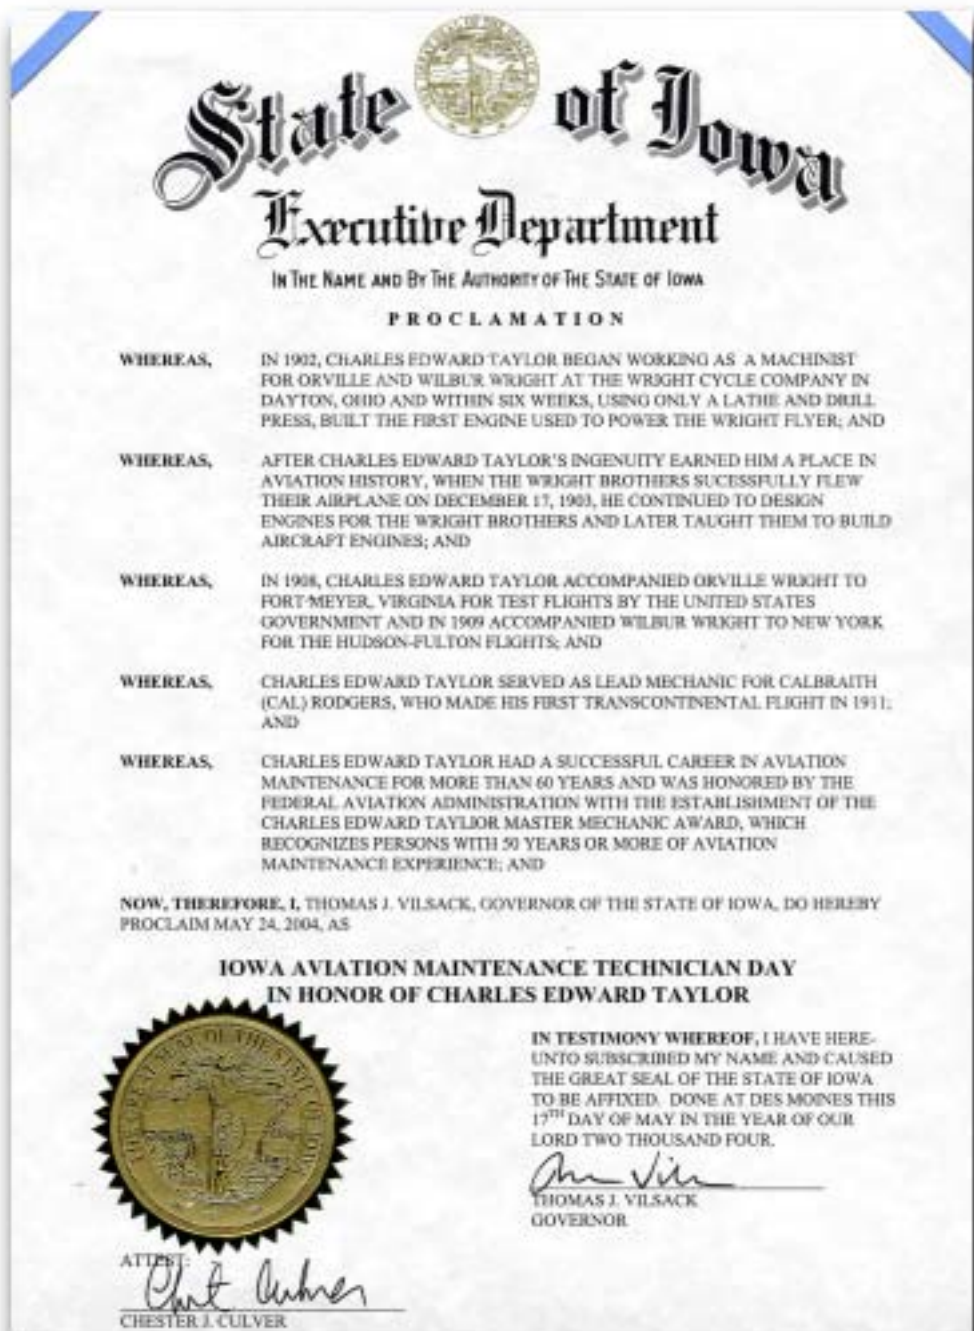 State of Iowa
Executive Department
IN THE NAME AND BY THE AUTHORITY OF THE STATE OF IOWA
PROCLAMATION
WHEREAS, IN 1902, CHARLES EDWARD TAYLOR BEGAN WORKING AS A MACHINIST
FOR ORVILLE AND WILBUR WRIGHT AT THE WRIGHT CYCLE COMPANY IN
DAYTON, OHIO AND WITHIN SIX WEEKS, USING ONLY A LATHE AND DRILL
PRESS, BUILT THE FIRST ENGINE USED TO POWER THE WRIGHT FLYER; AND
WHEREAS, AFTER CHARLES EDWARD TAYLOR'S INGENUITY EARNED HIM A PLACE IN
AVIATION HISTORY, WHEN THE WRIGHT BROTHERS SUCESSFULLY FLEW
THEIR AIRPLANE ON DECEMBER 17, 1903, HE CONTINUED TO DESIGN
ENGINES FOR THE WRIGHT BROTHERS AND LATER TAUGHT THEM TO BUILD
AIRCRAFT ENGINES; AND
WHEREAS, IN 1908, CHARLES EDWARD TAYLOR ACCOMPANIED ORVILLE WRIGHT TO
FORT MEYER, VIRGINIA FOR TEST FLIGHTS BY THE UNITED STATES
GOVERNMENT AND IN 1909 ACCOMPANIED WILBUR WRIGHT TO NEW YORK
FOR THE HUDSON-FULTON FLIGHTS; AND
WHEREAS, CHARLES EDWARD TAYLOR SERVED AS LEAD MECHANIC FOR CALBRAITH
(CAL) RODGERS, WHO MADE HIS FIRST TRANSCONTINENTAL FLIGHT IN 1911;
AND
WHEREAS, CHARLES EDWARD TAYLOR HAD A SUCCESSFUL CAREER IN AVIATION
MAINTENANCE FOR MORE THAN 60 YEARS AND WAS HONORED BY THE
FEDERAL AVIATION ADMINISTRATION WITH THE ESTABLISHMENT OF THE
CHARLES EDWARD TAYLIOR MASTER MECHANIC AWARD, WHICH
RECOGNIZES PERSONS WITH 50 YEARS OR MORE OF AVIATION
MAINTENANCE EXPERIENCE; AND
NOW, THEREFORE, I, THOMAS J. VILSACK, GOVERNOR OF THE STATE OF IOWA, DO HEREBY
PROCLAIM MAY 24, 2004, AS
IOWA AVIATION MAINTENANCE TECHNICIAN DAY
IN HONOR OF CHARLES EDWARD TAYLOR
THE GREAT SEAL OF THE STATE OF IOWA
IN TESTIMONY WHEREOF, I HAVE HERE-
UNTO SUBSCRIBED MY NAME AND CAUSED
THE GREAT SEAL OF THE STATE OF IOWA
TO BE AFFIXED. DONE AT DES MOINES THIS
17TH DAY OF MAY IN THE YEAR OF OUR
LORD TWO THOUSAND FOUR.
THOMAS J. VILSACK
GOVERNOR
ATTEST:
Chet Culver
CHESTER J. CULVER